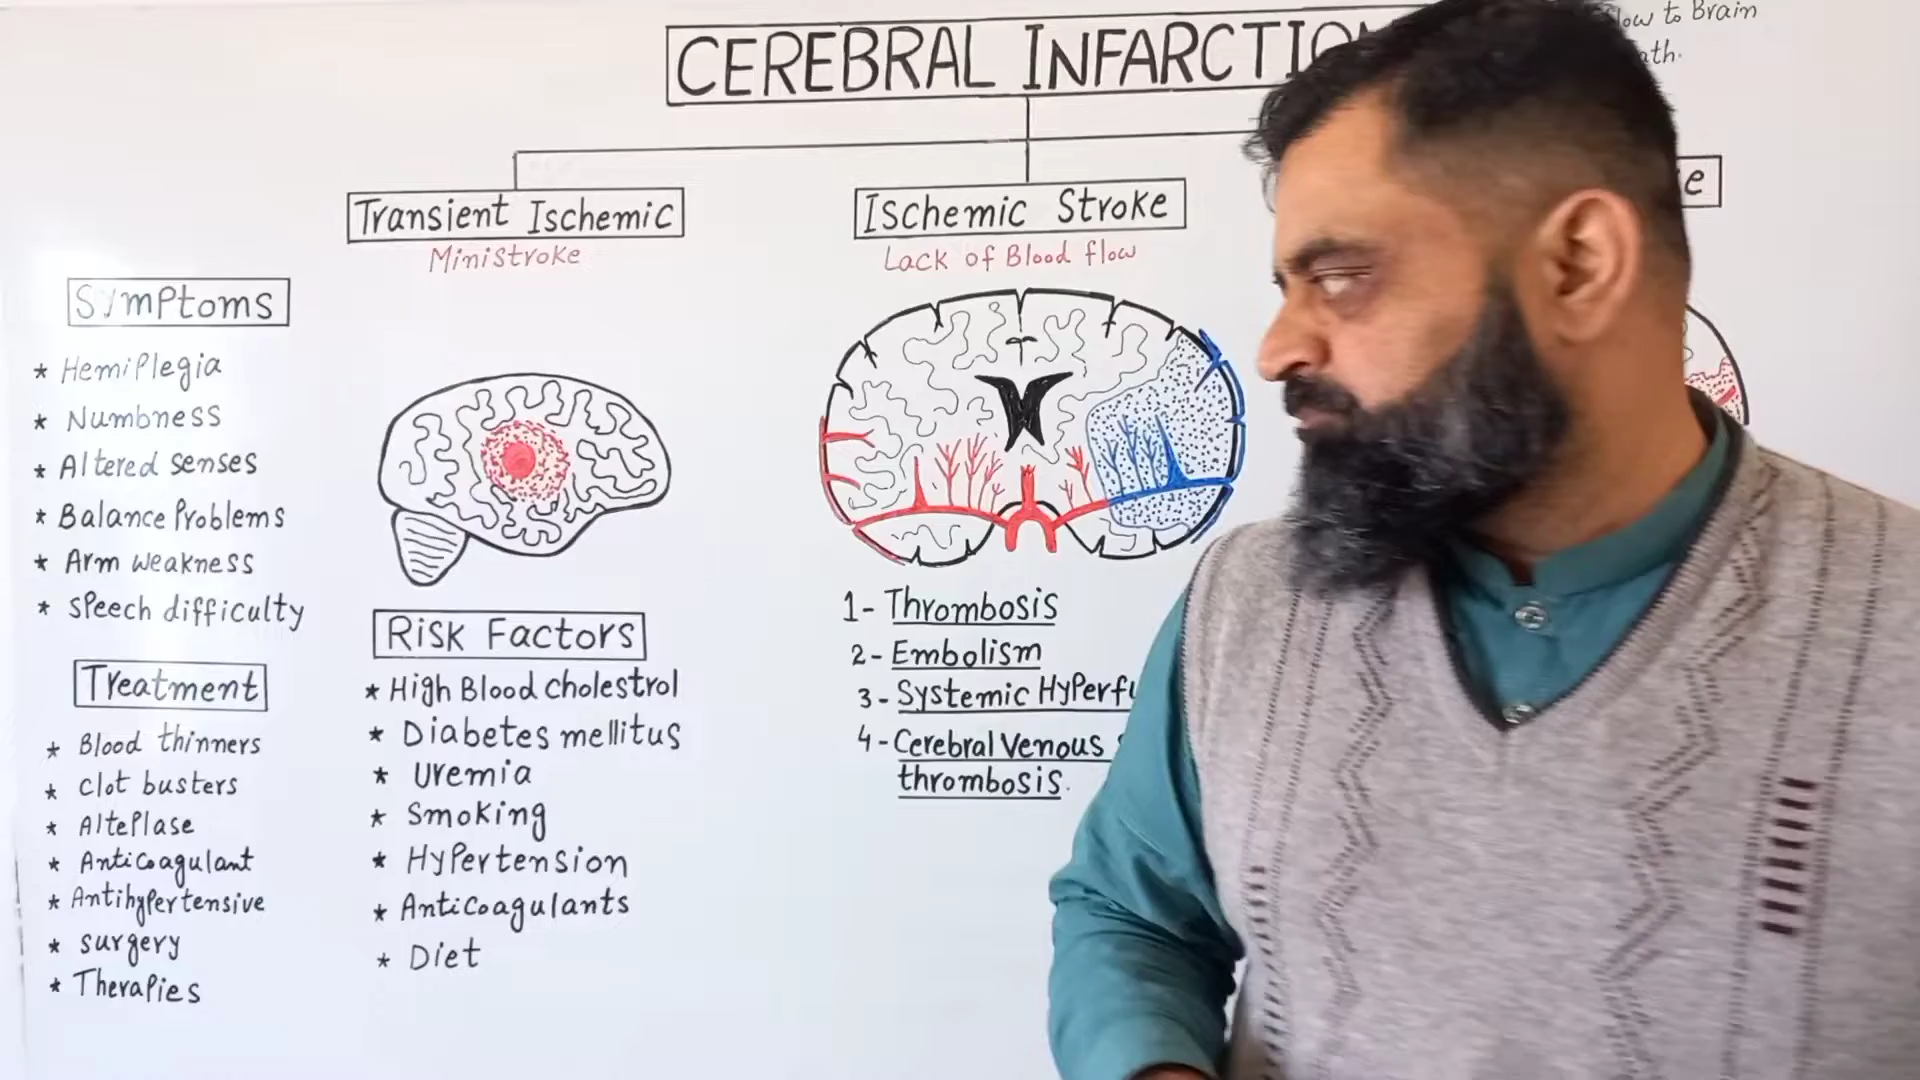 CEREBRAL INFARCTIO
low to Brain
ath.
Transient Ischemic
Ministroke
Ischemic Stroke
Lack of Blood flow
e
Symptoms
* Hemiplegia
* Numbness
* Altered senses
* Balance Problems
* Arm weakness
* Speech difficulty
Treatment
* Blood thinners
* Clot busters
* Alteplase
* Anticoagulant
* Antihypertensive
* surgery
* Therapies
Risk Factors
* High Blood cholestrol
* Diabetes mellitus
* Uremia
* Smoking
* Hypertension
* Anticoagulants
* Diet
1- Thrombosis
2- Embolism
3- Systemic Hyperfu
4- Cerebral Venous
thrombosis.